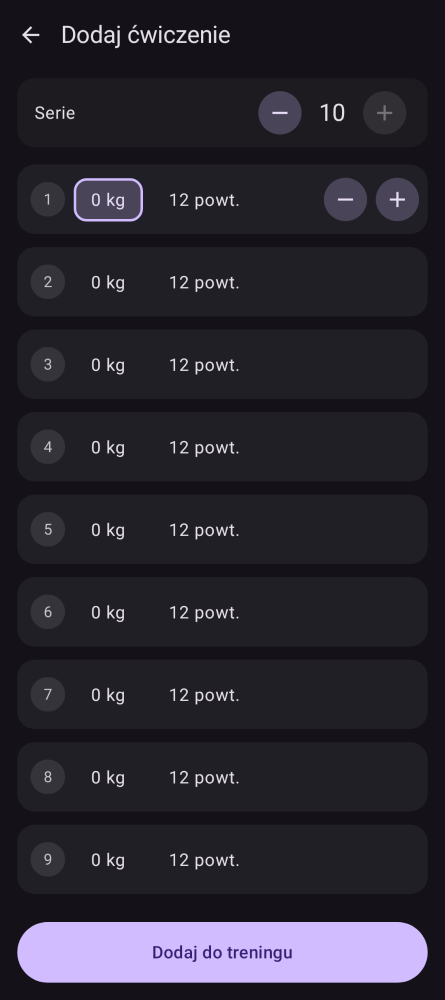 Dodaj ćwiczenie
Serie 10
1 0 kg 12 powt.
2 0 kg 12 powt.
3 0 kg 12 powt.
4 0 kg 12 powt.
5 0 kg 12 powt.
6 0 kg 12 powt.
7 0 kg 12 powt.
8 0 kg 12 powt.
9 0 kg 12 powt.
Dodaj do treningu